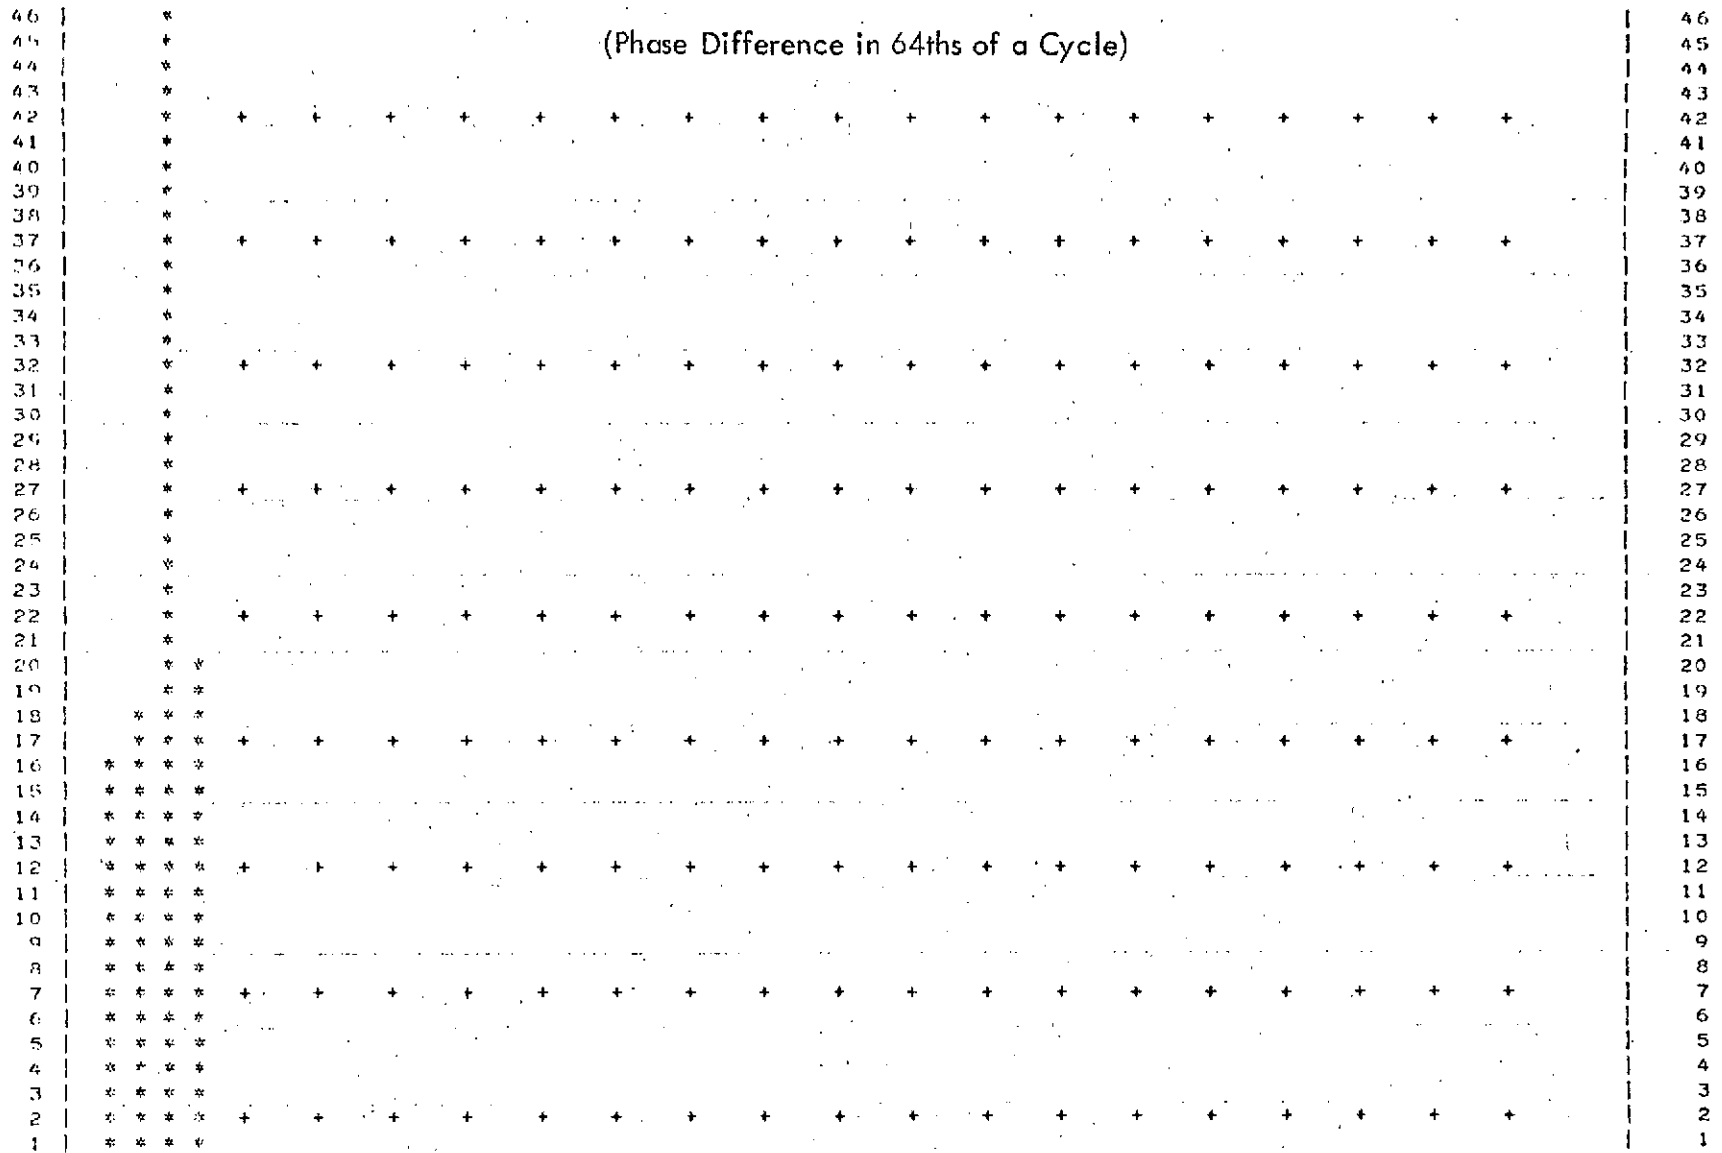 46 | * | 46
45 | * (Phase Difference in 64ths of a Cycle) | 45
44 | * | 44
43 | * | 43
42 | * + + + + + + + + + + + + + + + + + + | 42
41 | * | 41
40 | * | 40
39 | * | 39
38 | * | 38
37 | * + + + + + + + + + + + + + + + + + + | 37
36 | * | 36
35 | * | 35
34 | * | 34
33 | * | 33
32 | * + + + + + + + + + + + + + + + + + + | 32
31 | * | 31
30 | * | 30
29 | * | 29
28 | * | 28
27 | * + + + + + + + + + + + + + + + + + + | 27
26 | * | 26
25 | * | 25
24 | * | 24
23 | * | 23
22 | * + + + + + + + + + + + + + + + + + + | 22
21 | * | 21
20 | * * | 20
19 | * * | 19
18 | * * * | 18
17 | * * * + + + + + + + + + + + + + + + + + + | 17
16 | * * * * | 16
15 | * * * * | 15
14 | * * * * | 14
13 | * * * * | 13
12 | * * * * + + + + + + + + + + + + + + + + + + | 12
11 | * * * * | 11
10 | * * * * | 10
9 | * * * * | 9
8 | * * * * | 8
7 | * * * * + + + + + + + + + + + + + + + + + + | 7
6 | * * * * | 6
5 | * * * * | 5
4 | * * * * | 4
3 | * * * * | 3
2 | * * * * + + + + + + + + + + + + + + + + + + | 2
1 | * * * * | 1